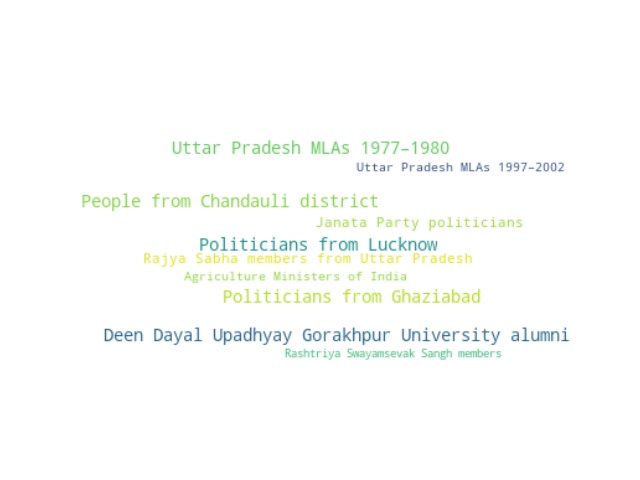 Uttar Pradesh MLAs 1977–1980
Uttar Pradesh MLAs 1997–2002
People from Chandauli district
Janata Party politicians
Politicians from Lucknow
Rajya Sabha members from Uttar Pradesh
Agriculture Ministers of India
Politicians from Ghaziabad
Deen Dayal Upadhyay Gorakhpur University alumni
Rashtriya Swayamsevak Sangh members